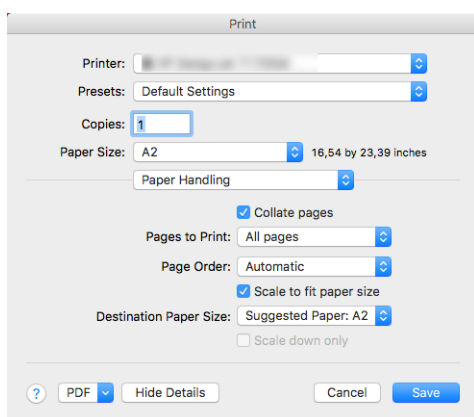 Print
Printer:
Presets: Default Settings
Copies: 1
Paper Size: A2 16,54 by 23,39 inches
Paper Handling
Collate pages
Pages to Print: All pages
Page Order: Automatic
Scale to fit paper size
Destination Paper Size: Suggested Paper: A2
Scale down only
? PDF Hide Details Cancel Save